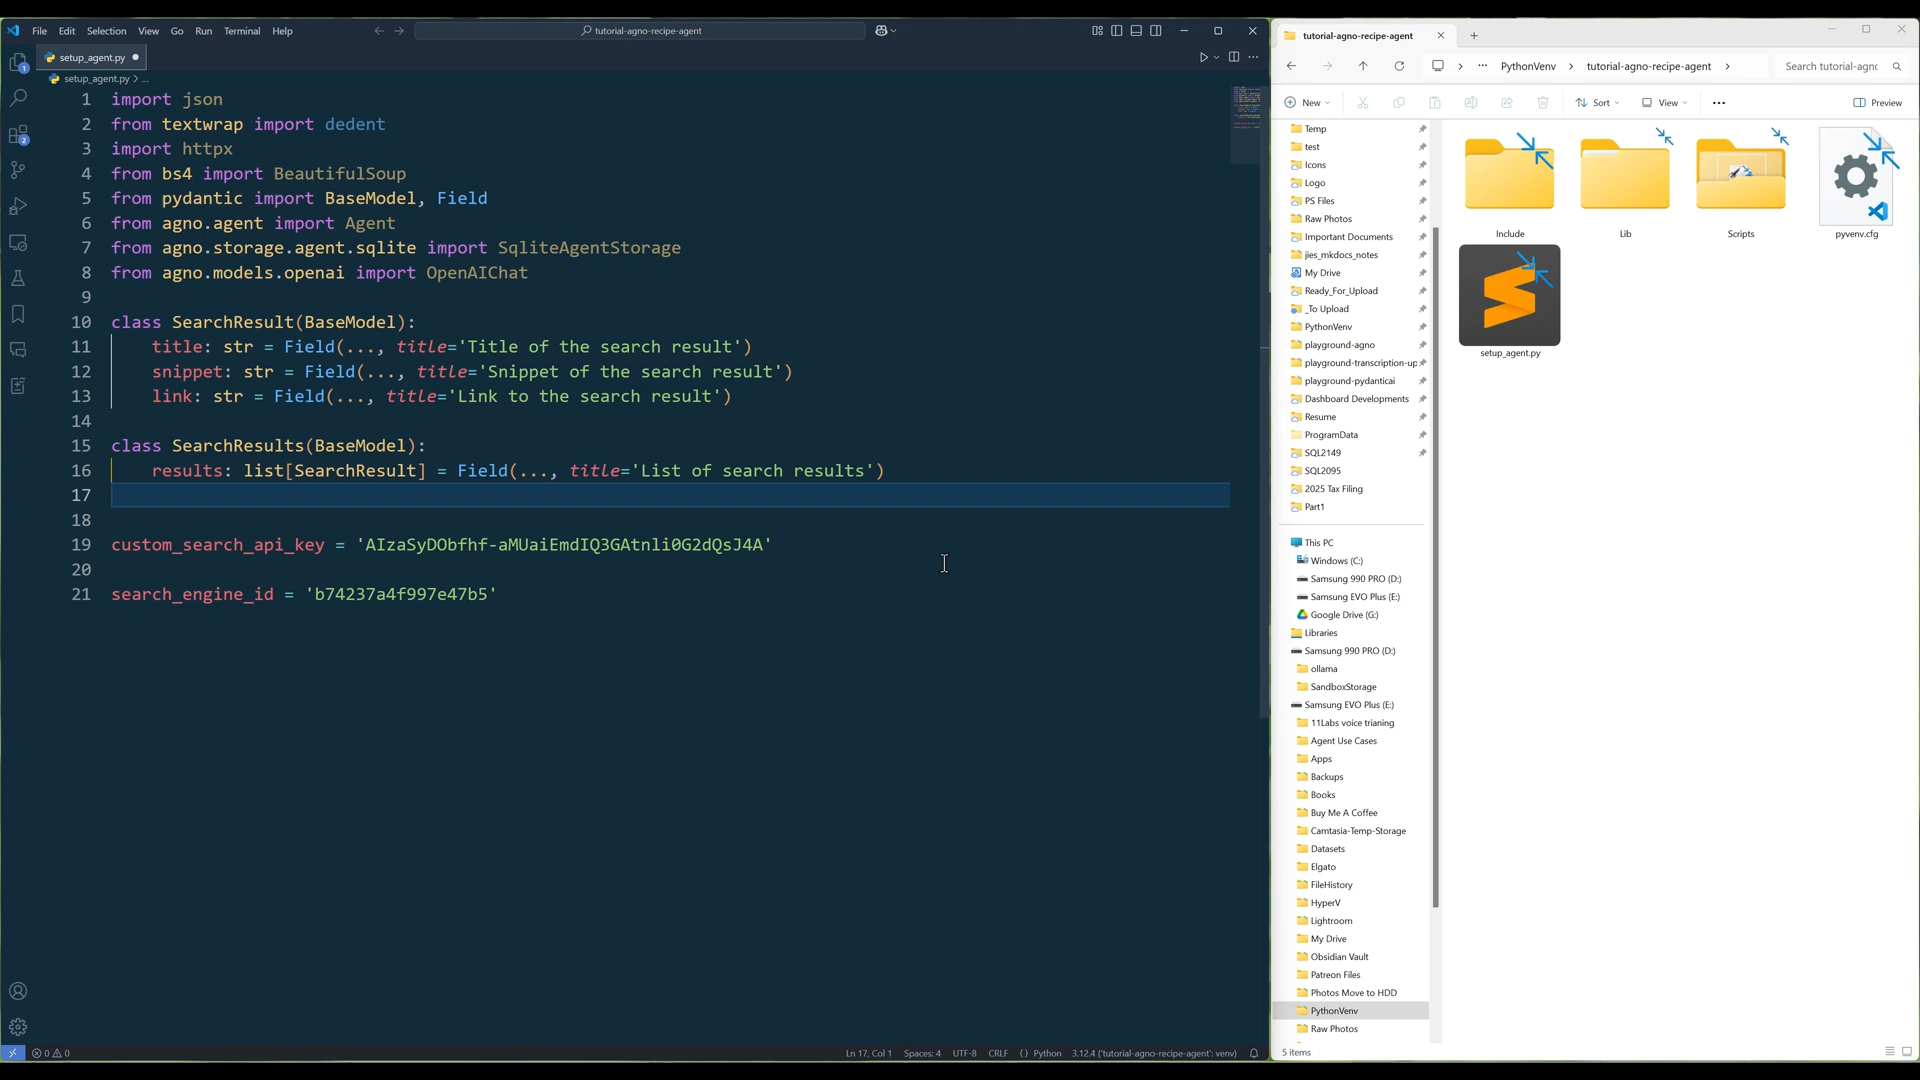 File Edit Selection View Go Run Terminal Help
tutorial-agno-recipe-agent
setup_agent.py
setup_agent.py > ...
1 import json
2 from textwrap import dedent
3 import httpx
4 from bs4 import BeautifulSoup
5 from pydantic import BaseModel, Field
6 from agno.agent import Agent
7 from agno.storage.agent.sqlite import SqliteAgentStorage
8 from agno.models.openai import OpenAIChat
9
10 class SearchResult(BaseModel):
11     title: str = Field(..., title='Title of the search result')
12     snippet: str = Field(..., title='Snippet of the search result')
13     link: str = Field(..., title='Link to the search result')
14
15 class SearchResults(BaseModel):
16     results: list[SearchResult] = Field(..., title='List of search results')
17
18
19 custom_search_api_key = 'AIzaSyDObfhf-aMUaiEmdIQ3GAtnli0G2dQsJ4A'
20
21 search_engine_id = 'b74237a4f997e47b5'
1
2
0 0
Ln 17, Col 1 Spaces: 4 UTF-8 CRLF {} Python 3.12.4 ('tutorial-agno-recipe-agent': venv)
tutorial-agno-recipe-agent
... PythonVenv > tutorial-agno-recipe-agent > Search tutorial-agno
New Sort View ... Preview
Temp
test
Icons
Logo
PS Files
Raw Photos
Important Documents
jies_mkdocs_notes
My Drive
Ready_For_Upload
_To Upload
PythonVenv
playground-agno
playground-transcription-up
playground-pydanticai
Dashboard Developments
Resume
ProgramData
SQL2149
SQL2095
2025 Tax Filing
Part1
This PC
Windows (C:)
Samsung 990 PRO (D:)
Samsung EVO Plus (E:)
Google Drive (G:)
Libraries
Samsung 990 PRO (D:)
ollama
SandboxStorage
Samsung EVO Plus (E:)
11Labs voice trianing
Agent Use Cases
Apps
Backups
Books
Buy Me A Coffee
Camtasia-Temp-Storage
Datasets
Elgato
FileHistory
HyperV
Lightroom
My Drive
Obsidian Vault
Patreon Files
Photos Move to HDD
PythonVenv
Raw Photos
Include
Lib
Scripts
pyvenv.cfg
setup_agent.py
5 items